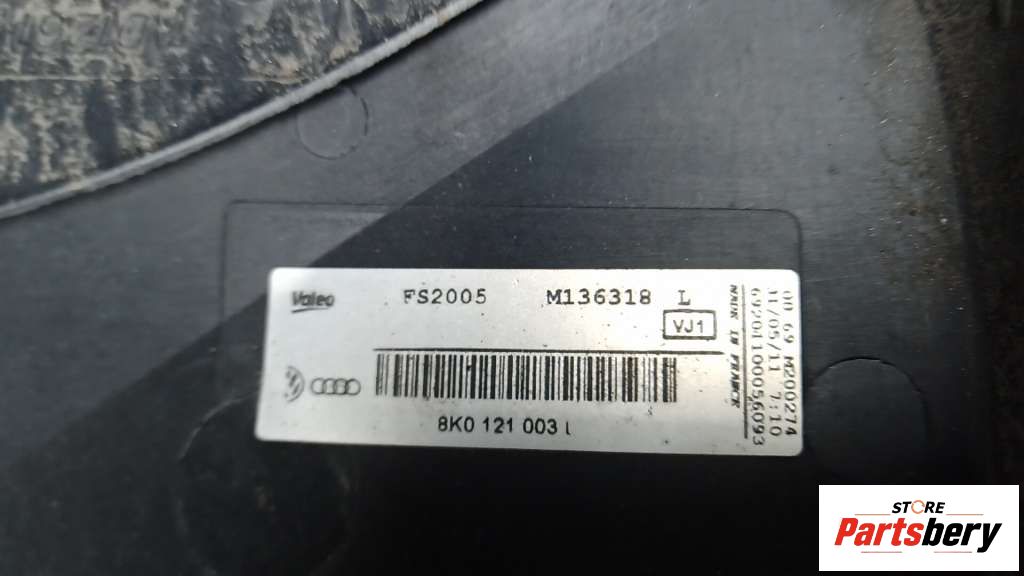 Valeo FS2005 M136318 L
VJ1
8K0 121 003 L
00 69 M200274
11/05/11 7:10
692041100056093
MADE IN FRANCE
STORE
Partsbery